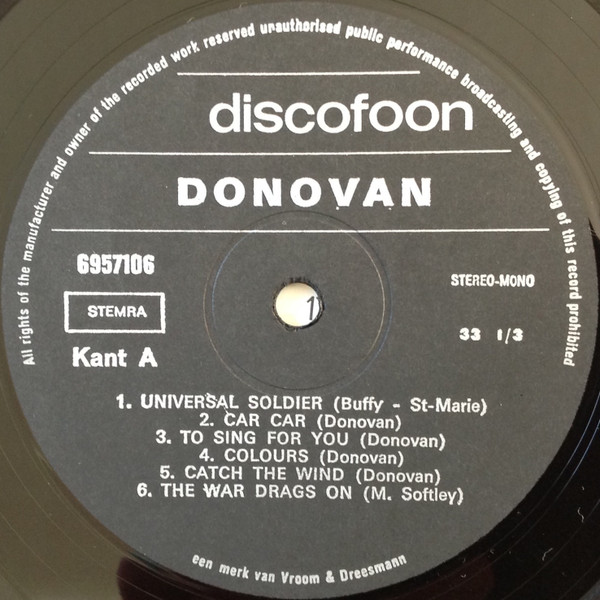 All rights of the manufacturer and owner of the recorded work reserved unauthorised public performance broadcasting and copying of this record prohibited
discofoon
DONOVAN
6957106
STEREO-MONO
STEMRA
33 1/3
Kant A
1
1. UNIVERSAL SOLDIER (Buffy - St-Marie)
2. CAR CAR (Donovan)
3. TO SING FOR YOU (Donovan)
4. COLOURS (Donovan)
5. CATCH THE WIND (Donovan)
6. THE WAR DRAGS ON (M. Softley)
een merk van Vroom & Dreesmann